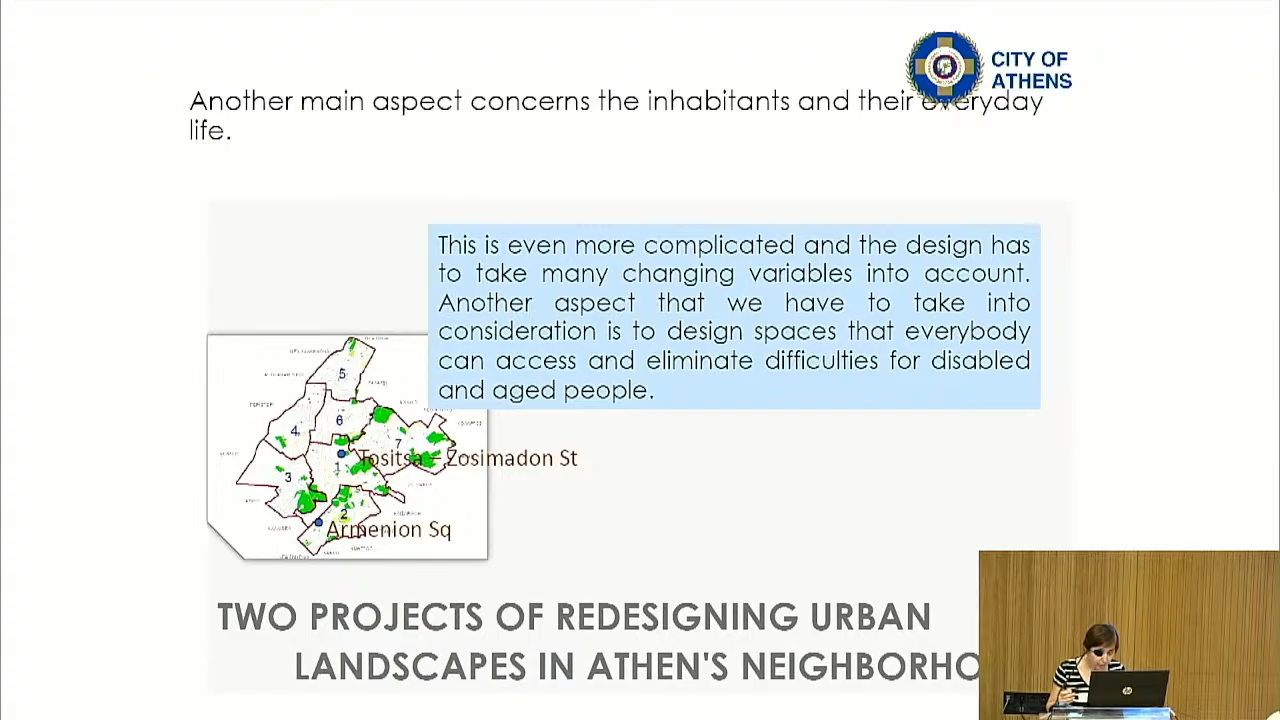 CITY OF
ATHENS
Another main aspect concerns the inhabitants and their everyday
life.
This is even more complicated and the design has
to take many changing variables into account.
Another aspect that we have to take into
consideration is to design spaces that everybody
can access and eliminate difficulties for disabled
and aged people.
5
6
4
7
1
Tositsa – Zosimadon St
3
2
Armenion Sq
TWO PROJECTS OF REDESIGNING URBAN
LANDSCAPES IN ATHEN'S NEIGHBORHO
hp